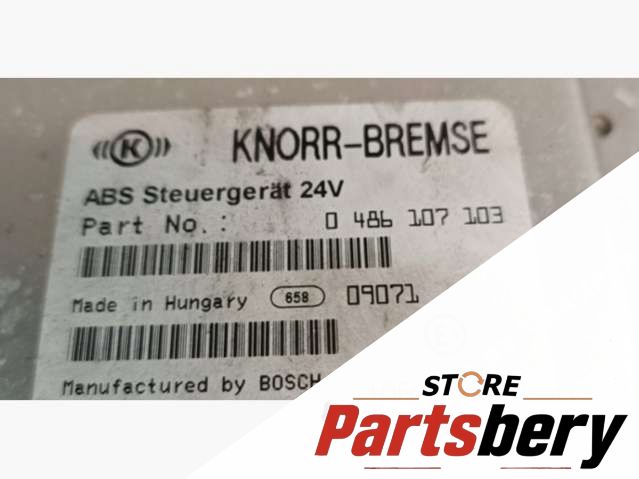 K
KNORR-BREMSE
ABS Steuergerät 24V
Part No.: 0 486 107 103
Made in Hungary 658 09071
Manufactured by BOSCH
STORE
Partsbery